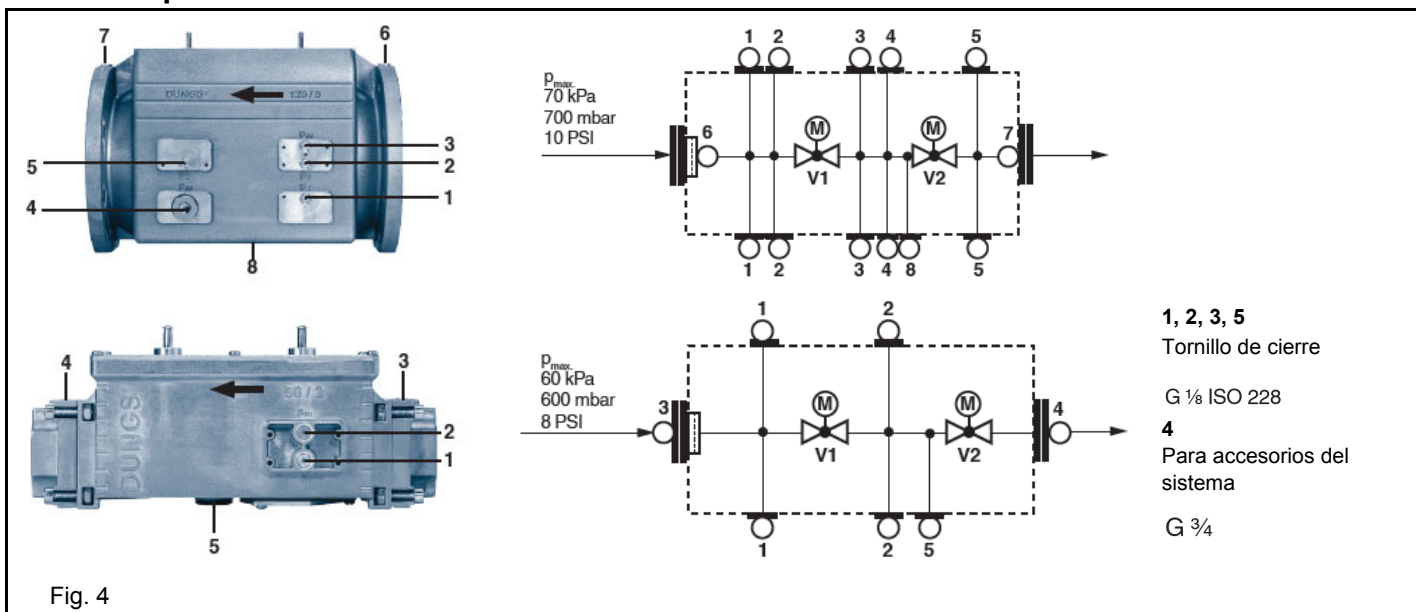 7
6
DUNGS
125 / 5
5
4
3
2
1
8
pmax.
70 kPa
700 mbar
10 PSI
1 2 3 4 5
6
M
V1
M
V2
7
1 2 3 4 8 5
4
3
50 / 2
DUNGS
2
1
5
pmax.
60 kPa
600 mbar
8 PSI
1 2
3
M
V1
M
V2
4
1 2 5
1, 2, 3, 5
Tornillo de cierre
G ⅛ ISO 228
4
Para accesorios del
sistema
G ¾
Fig. 4